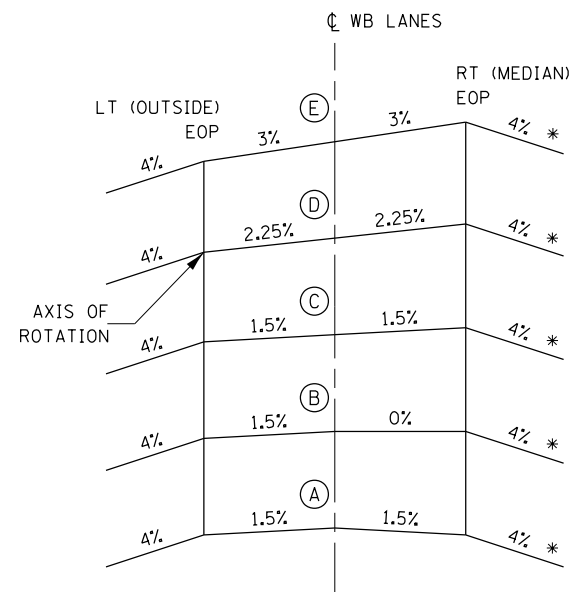 ℄ WB LANES
RT (MEDIAN)
EOP
LT (OUTSIDE)
EOP
E
4%
3%
3%
4% *
D
4%
2.25%
2.25%
4% *
AXIS OF
ROTATION
C
4%
1.5%
1.5%
4% *
B
4%
1.5%
0%
4% *
A
4%
1.5%
1.5%
4% *